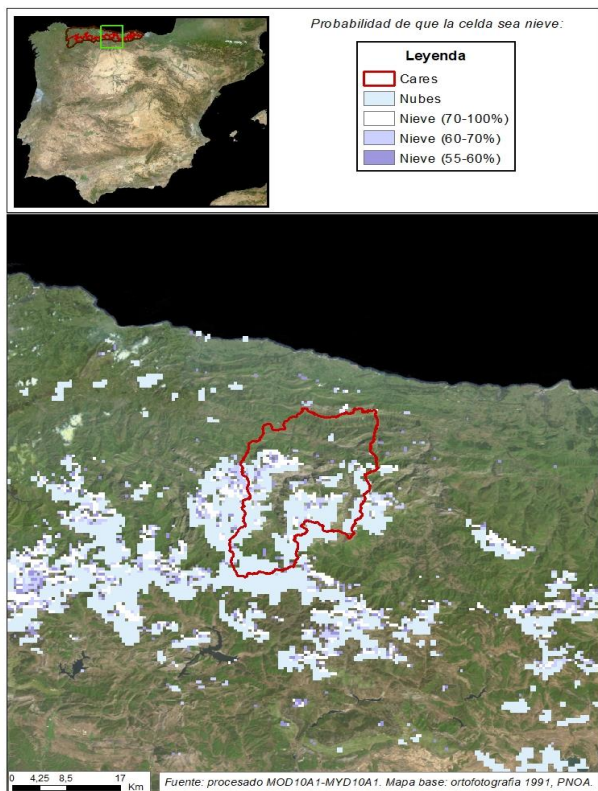 Probabilidad de que la celda sea nieve:
Leyenda
Cares
Nubes
Nieve (70-100%)
Nieve (60-70%)
Nieve (55-60%)
0 4,25 8,5 17
Km
Fuente: procesado MOD10A1-MYD10A1. Mapa base: ortofotografia 1991, PNOA.